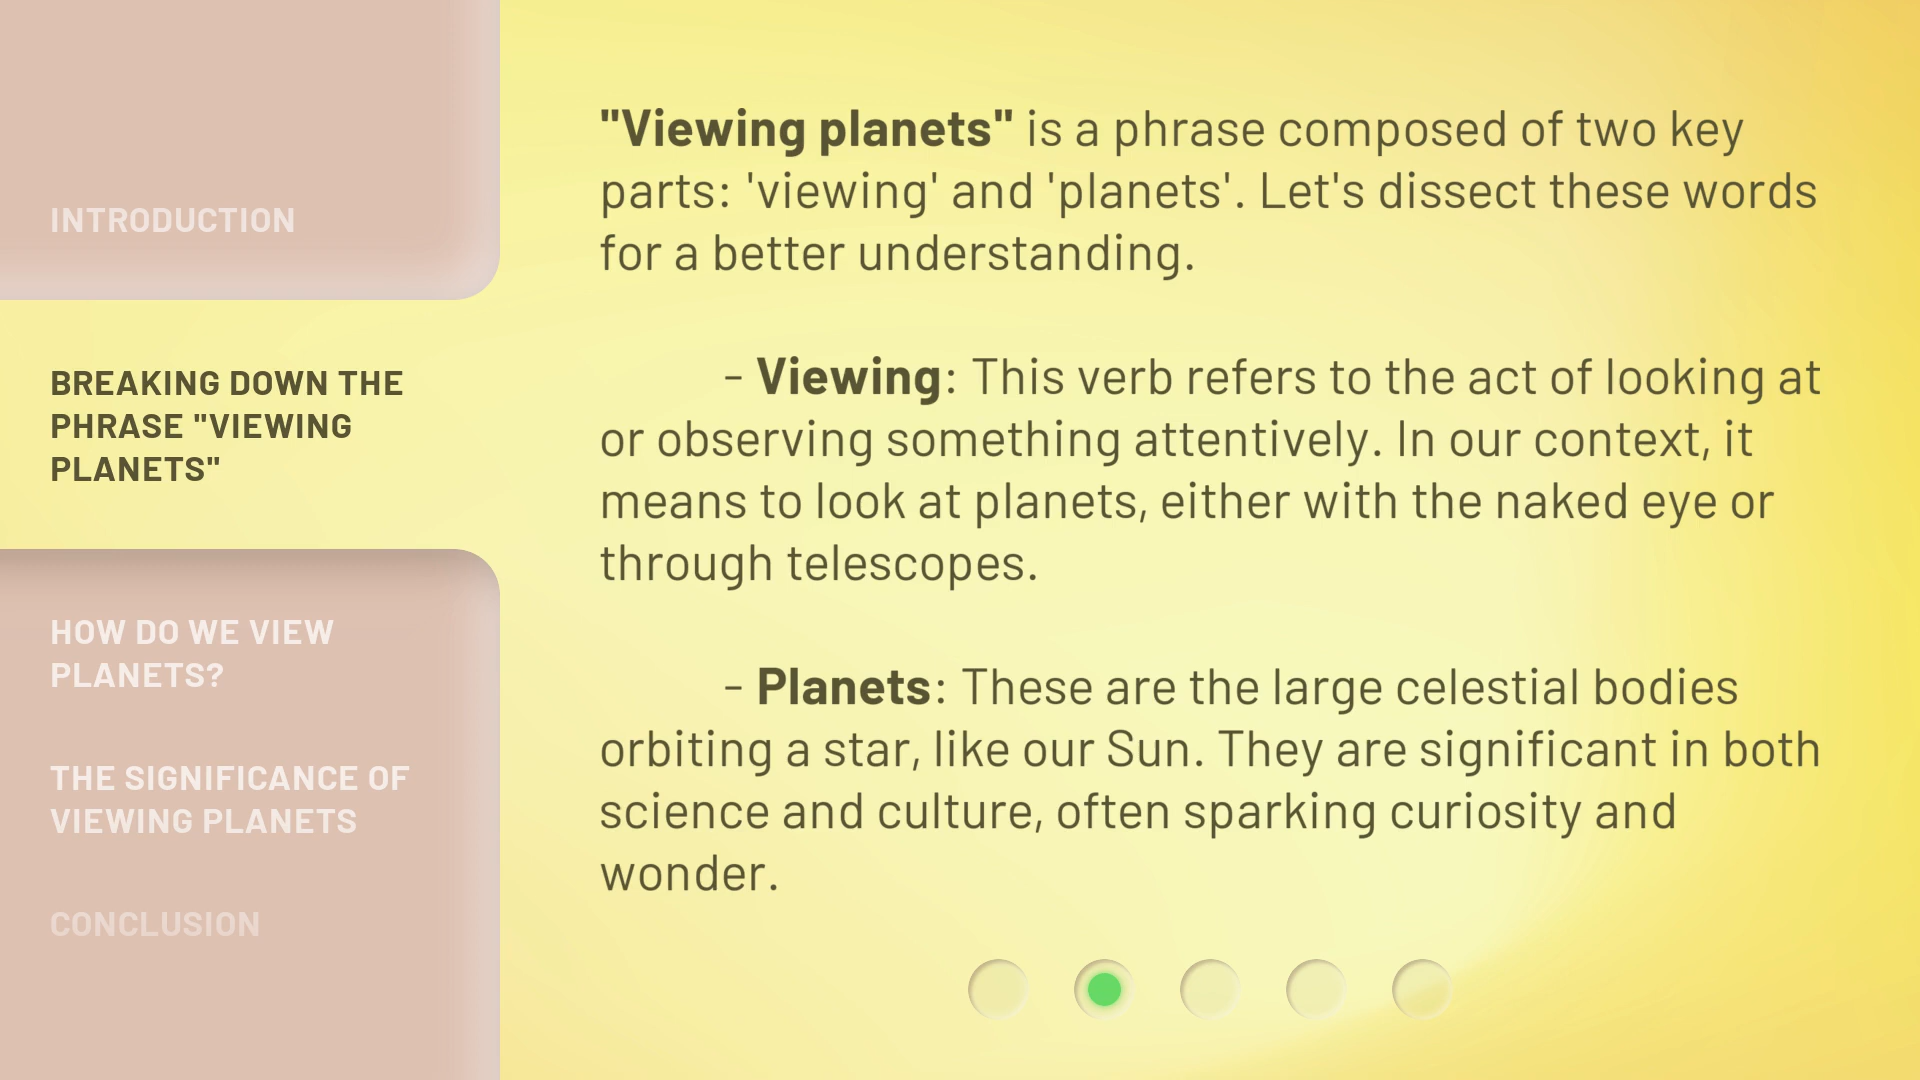 INTRODUCTION
BREAKING DOWN THE
PHRASE "VIEWING
PLANETS"
HOW DO WE VIEW
PLANETS?
THE SIGNIFICANCE OF
VIEWING PLANETS
CONCLUSION
"Viewing planets" is a phrase composed of two key
parts: 'viewing' and 'planets'. Let's dissect these words
for a better understanding.
- Viewing: This verb refers to the act of looking at
or observing something attentively. In our context, it
means to look at planets, either with the naked eye or
through telescopes.
- Planets: These are the large celestial bodies
orbiting a star, like our Sun. They are significant in both
science and culture, often sparking curiosity and
wonder.